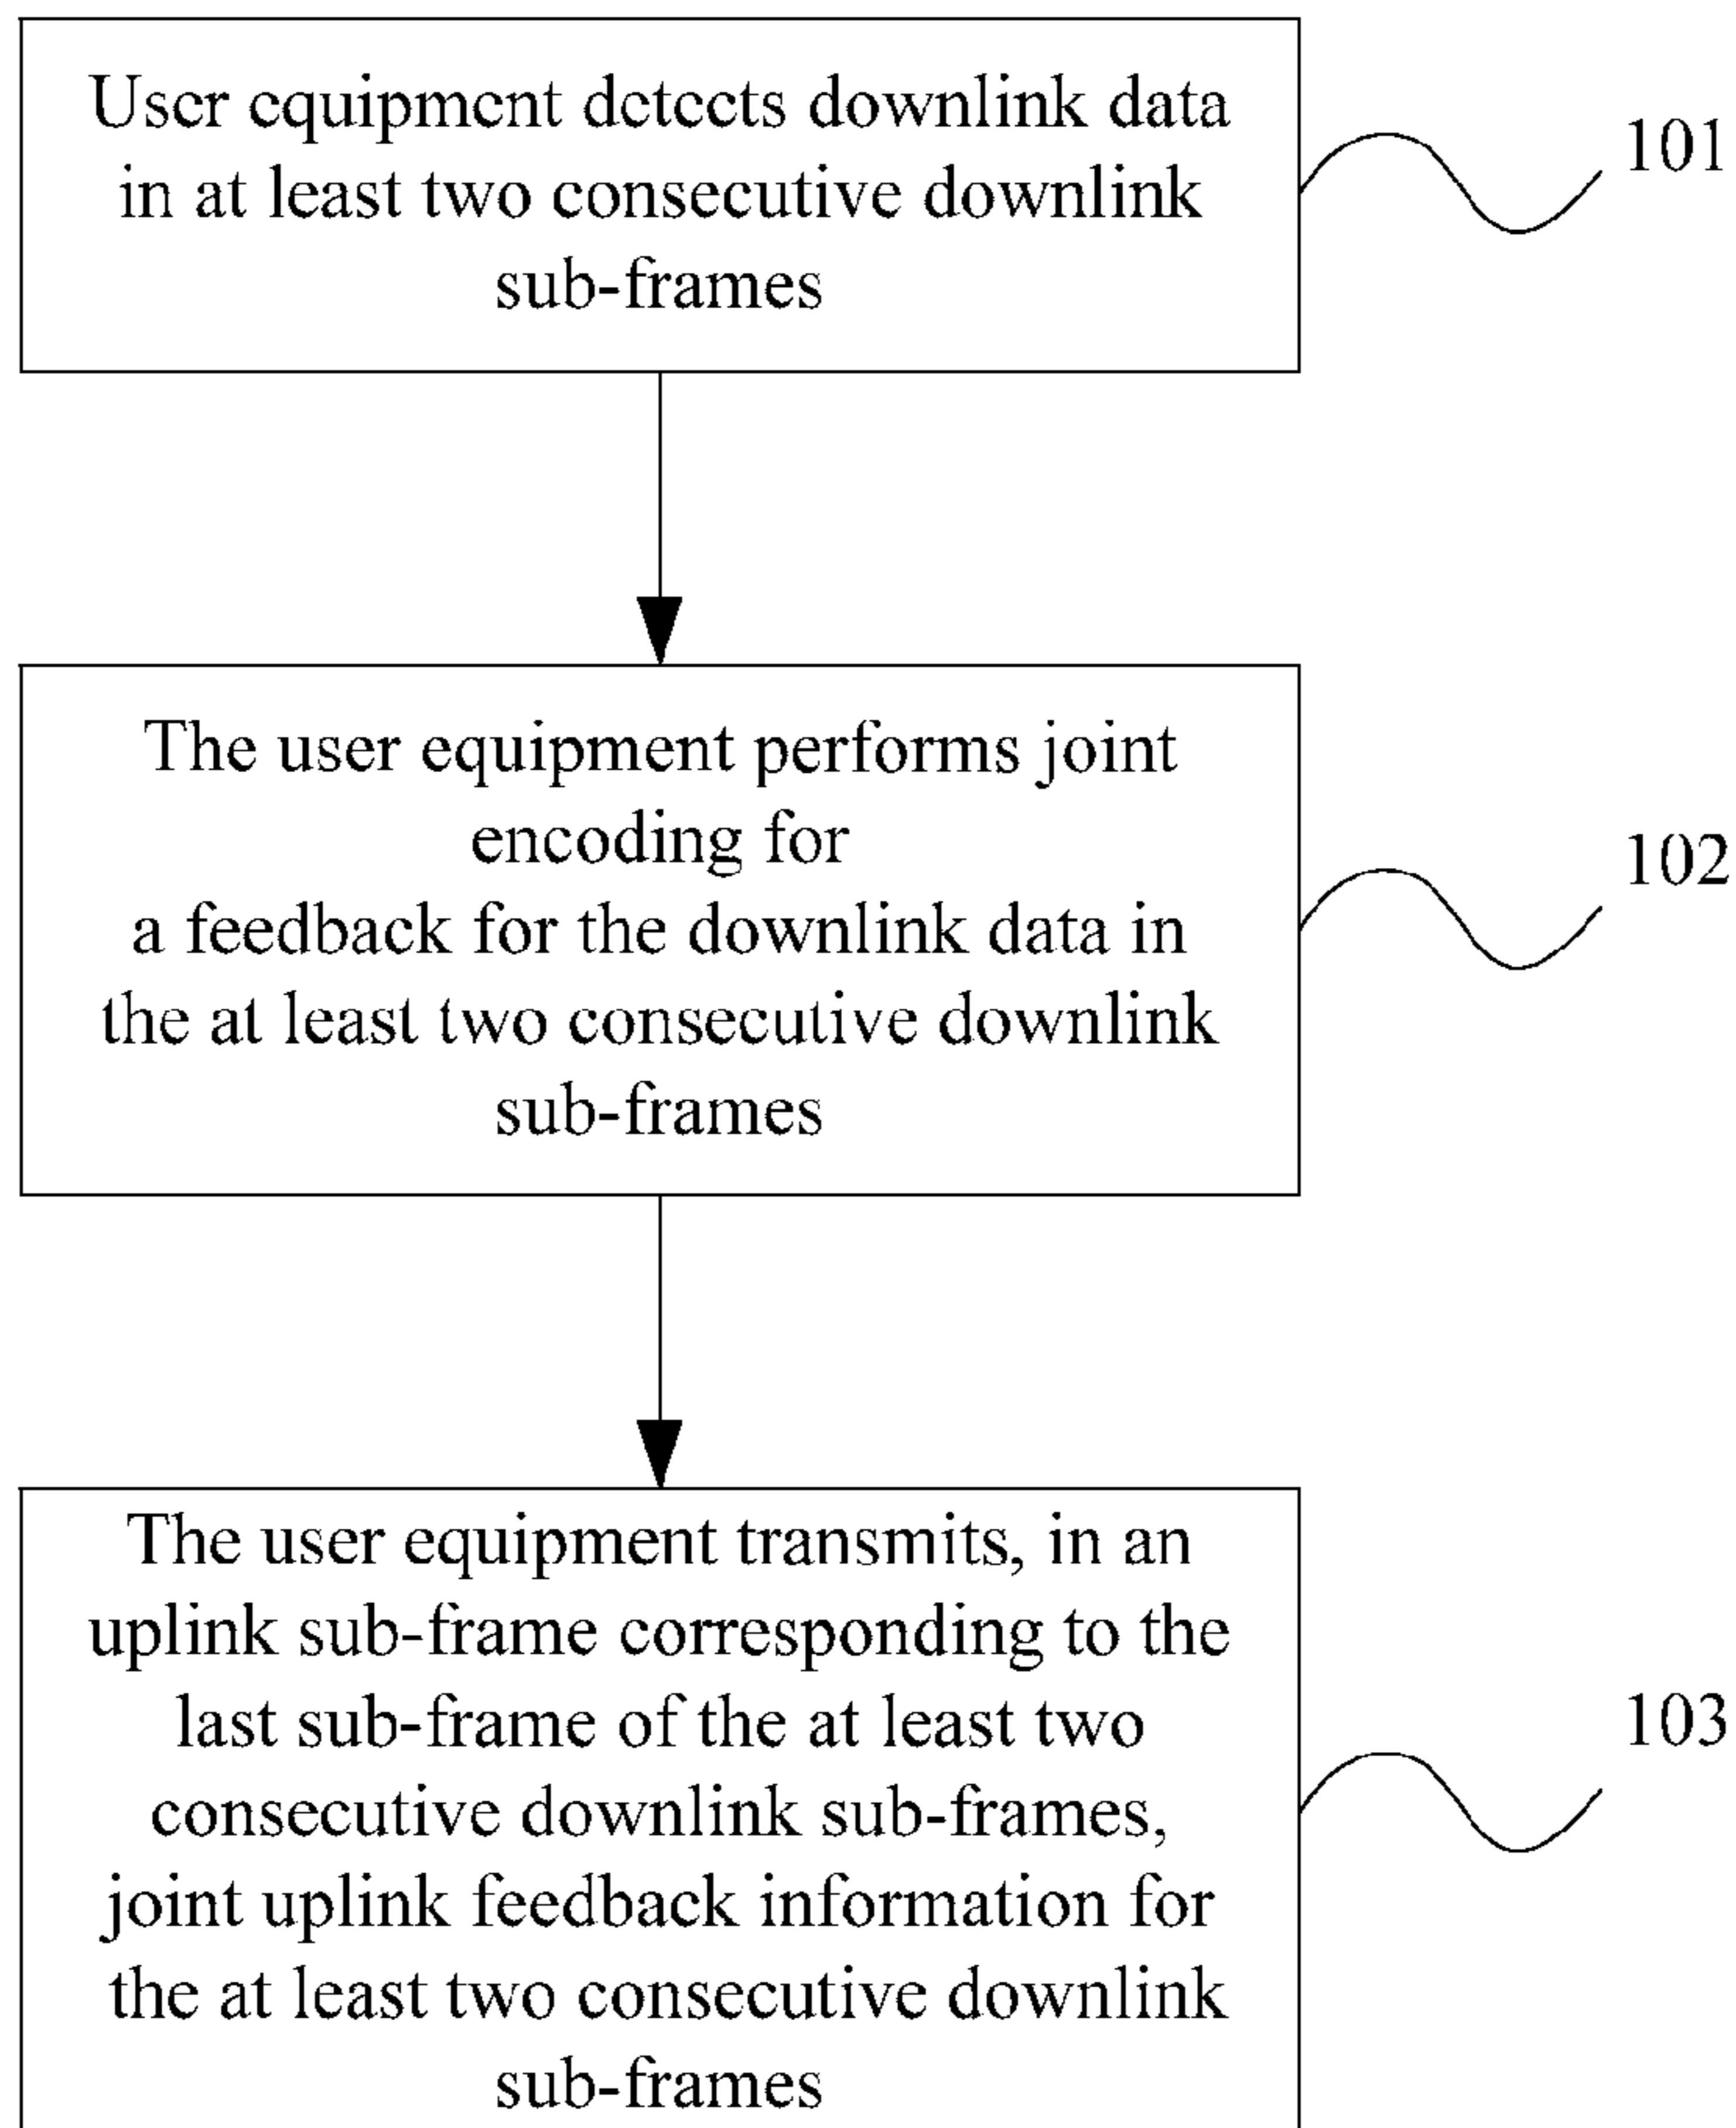 User equipment detects downlink data
in at least two consecutive downlink
sub-frames
101
The user equipment performs joint
encoding for
a feedback for the downlink data in
the at least two consecutive downlink
sub-frames
102
The user equipment transmits, in an
uplink sub-frame corresponding to the
last sub-frame of the at least two
consecutive downlink sub-frames,
joint uplink feedback information for
the at least two consecutive downlink
sub-frames
103